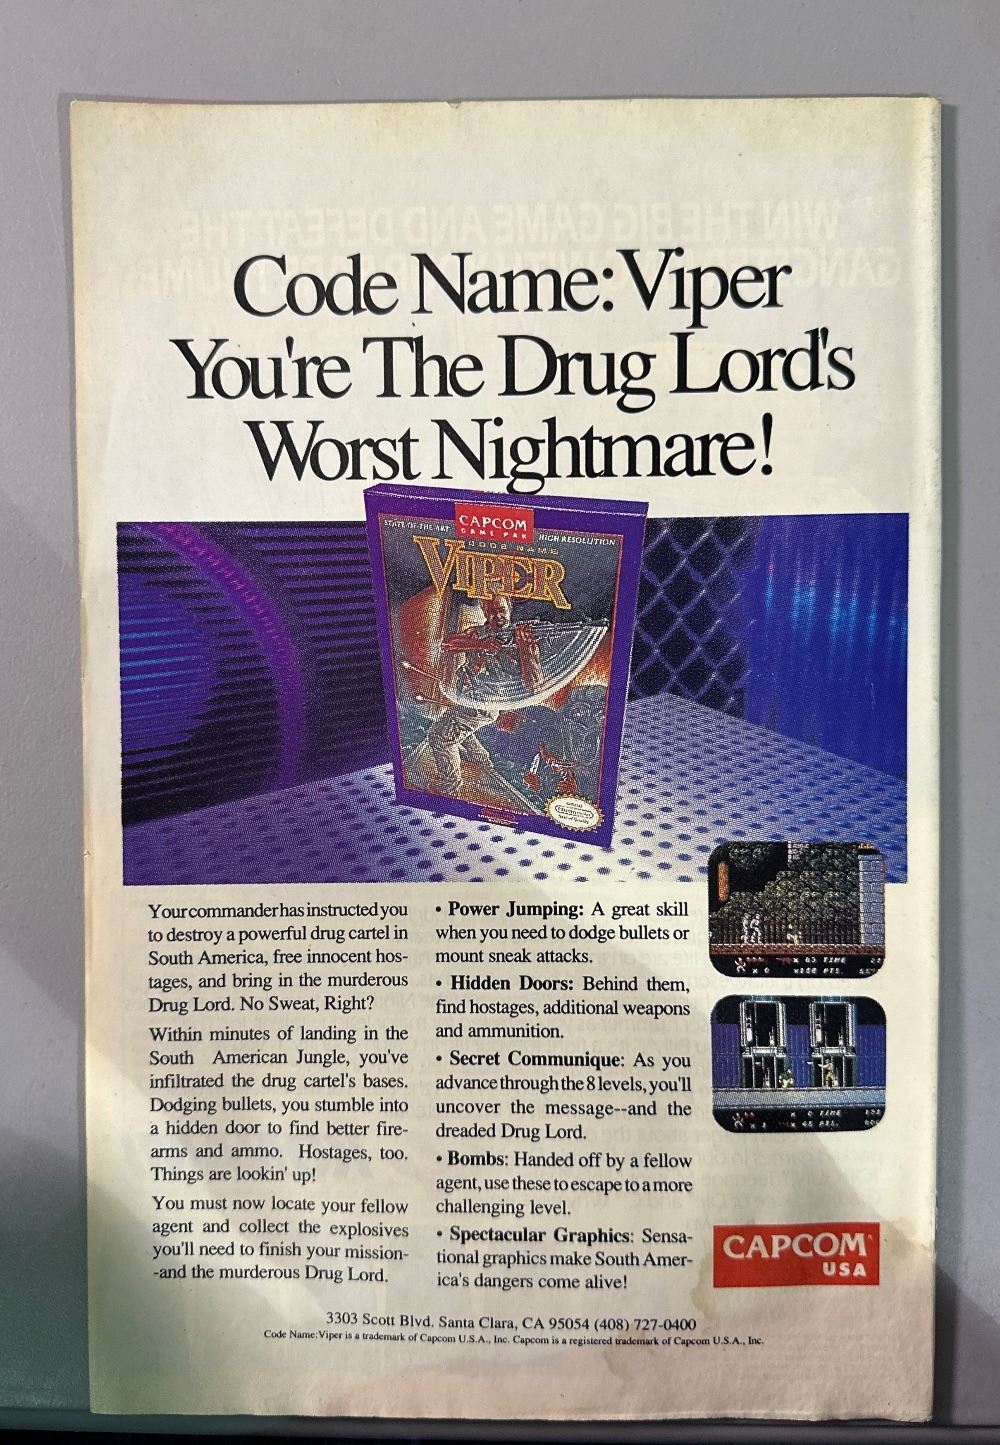 Code Name: Viper
You're The Drug Lord's
Worst Nightmare!
STATE-OF-THE-ART
CAPCOM
GAME PAK
HIGH RESOLUTION
CODE NAME
VIPER
Your commander has instructed you
to destroy a powerful drug cartel in
South America, free innocent hos-
tages, and bring in the murderous
Drug Lord. No Sweat, Right?
Within minutes of landing in the
South American Jungle, you've
infiltrated the drug cartel's bases.
Dodging bullets, you stumble into
a hidden door to find better fire-
arms and ammo. Hostages, too.
Things are lookin' up!
You must now locate your fellow
agent and collect the explosives
you'll need to finish your mission-
-and the murderous Drug Lord.
• Power Jumping: A great skill
when you need to dodge bullets or
mount sneak attacks.
• Hidden Doors: Behind them,
find hostages, additional weapons
and ammunition.
• Secret Communique: As you
advance through the 8 levels, you'll
uncover the message--and the
dreaded Drug Lord.
• Bombs: Handed off by a fellow
agent, use these to escape to a more
challenging level.
• Spectacular Graphics: Sensa-
tional graphics make South Amer-
ica's dangers come alive!
TIME
PTS.
TIME
PTS.
CAPCOM
USA
3303 Scott Blvd. Santa Clara, CA 95054 (408) 727-0400
Code Name: Viper is a trademark of Capcom U.S.A., Inc. Capcom is a registered trademark of Capcom U.S.A., Inc.